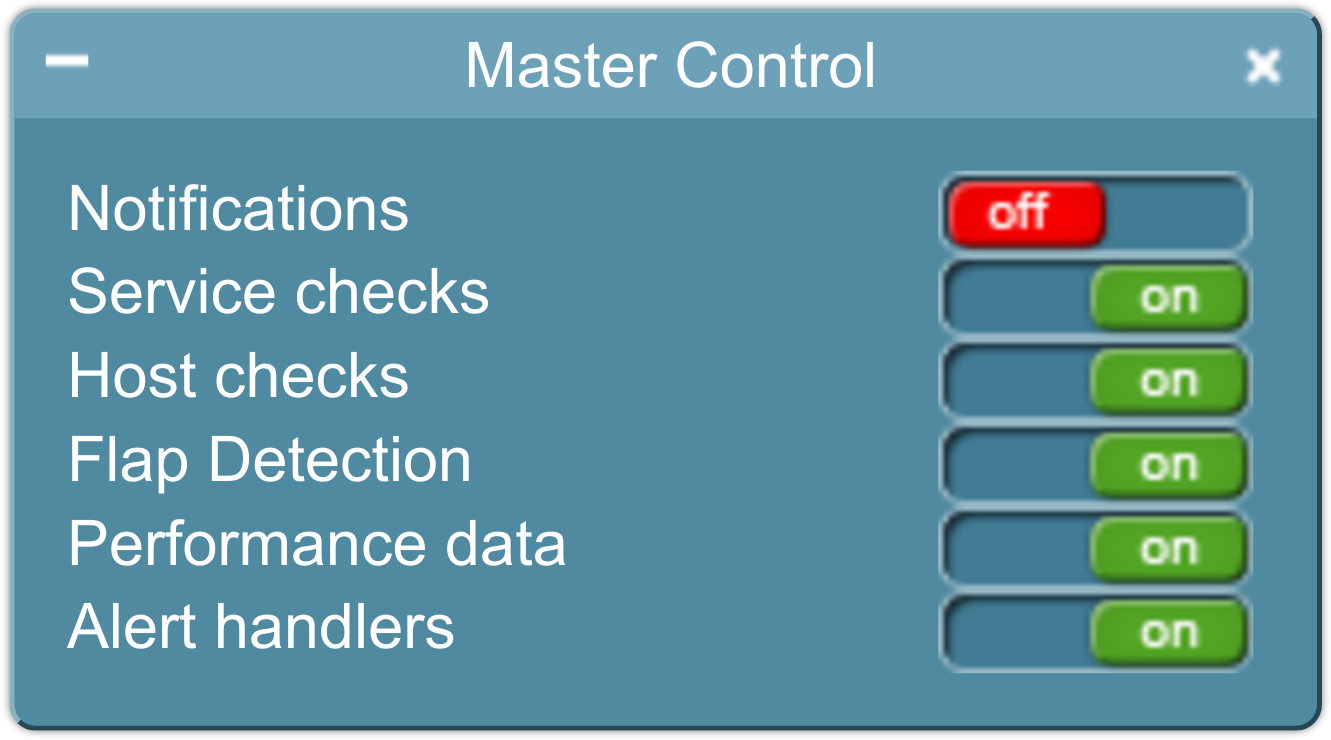 Master Control
Notifications off
Service checks on
Host checks on
Flap Detection on
Performance data on
Alert handlers on